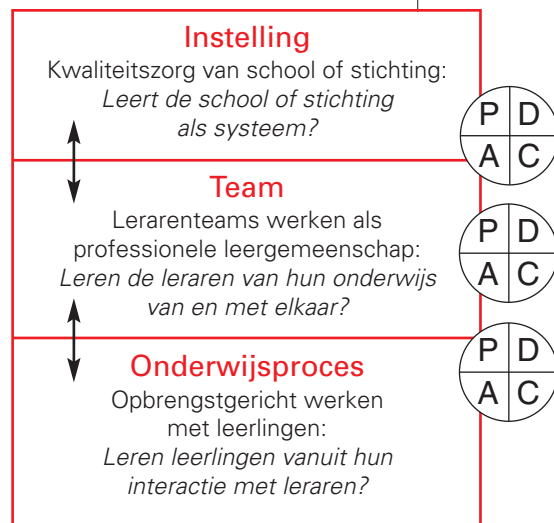 Instelling
Kwaliteitszorg van school of stichting:
Leert de school of stichting
als systeem?
P D
A C
Team
Lerarenteams werken als
professionele leergemeenschap:
Leren de leraren van hun onderwijs
van en met elkaar?
P D
A C
Onderwijsproces
Opbrengstgericht werken
met leerlingen:
Leren leerlingen vanuit hun
interactie met leraren?
P D
A C